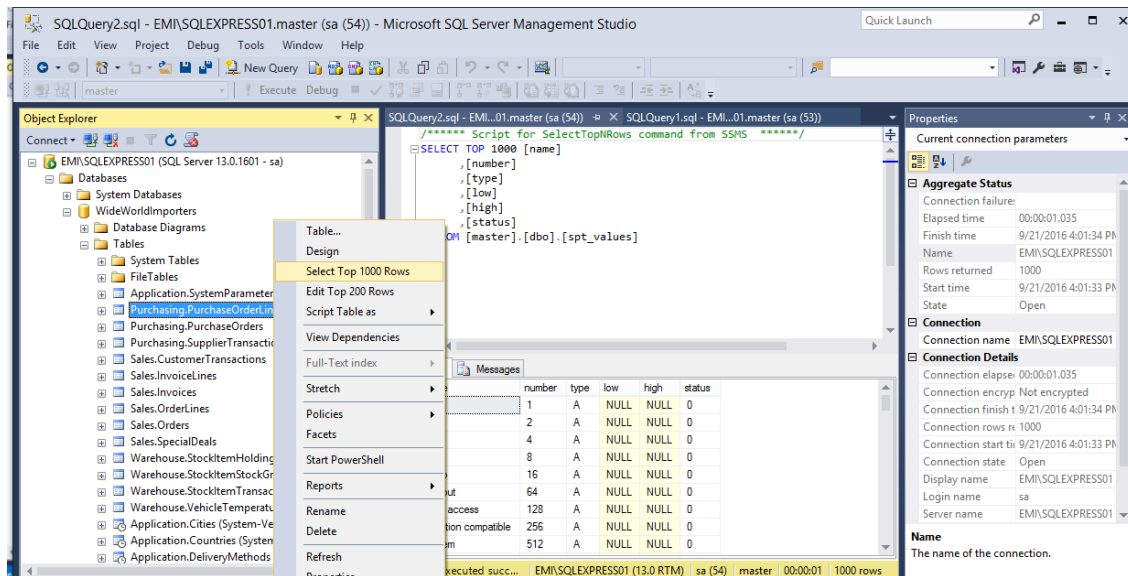 SQLQuery2.sql - EMI\SQLEXPRESS01.master (sa (54)) - Microsoft SQL Server Management Studio
Quick Launch
File Edit View Project Debug Tools Window Help
New Query
master
Execute Debug
Object Explorer
Connect
EMI\SQLEXPRESS01 (SQL Server 13.0.1601 - sa)
Databases
System Databases
WideWorldImporters
Database Diagrams
Tables
System Tables
FileTables
Application.SystemParameter
Purchasing.PurchaseOrderLin
Purchasing.PurchaseOrders
Purchasing.SupplierTransactio
Sales.CustomerTransactions
Sales.InvoiceLines
Sales.Invoices
Sales.OrderLines
Sales.Orders
Sales.SpecialDeals
Warehouse.StockItemHolding
Warehouse.StockItemStockGr
Warehouse.StockItemTransac
Warehouse.VehicleTemperatu
Application.Cities (System-Ve
Application.Countries (System
Application.DeliveryMethods
Table...
Design
Select Top 1000 Rows
Edit Top 200 Rows
Script Table as
View Dependencies
Full-Text index
Stretch
Policies
Facets
Start PowerShell
Reports
Rename
Delete
Refresh
Properties
SQLQuery2.sql - EMI...01.master (sa (54)) SQLQuery1.sql - EMI...01.master (sa (53))
/****** Script for SelectTopNRows command from SSMS ******/
SELECT TOP 1000 [name]
,[number]
,[type]
,[low]
,[high]
,[status]
OM [master].[dbo].[spt_values]
Messages
number type low high status
1 A NULL NULL 0
2 A NULL NULL 0
4 A NULL NULL 0
8 A NULL NULL 0
16 A NULL NULL 0
ut 64 A NULL NULL 0
access 128 A NULL NULL 0
tion compatible 256 A NULL NULL 0
em 512 A NULL NULL 0
xecuted succ... EMI\SQLEXPRESS01 (13.0 RTM) sa (54) master 00:00:01 1000 rows
Properties
Current connection parameters
Aggregate Status
Connection failure:
Elapsed time 00:00:01.035
Finish time 9/21/2016 4:01:34 PM
Name EMI\SQLEXPRESS01
Rows returned 1000
Start time 9/21/2016 4:01:33 PM
State Open
Connection
Connection name EMI\SQLEXPRESS01
Connection Details
Connection elapse 00:00:01.035
Connection encryp Not encrypted
Connection finish t 9/21/2016 4:01:34 PM
Connection rows re 1000
Connection start ti 9/21/2016 4:01:33 PM
Connection state Open
Display name EMI\SQLEXPRESS01
Login name sa
Server name EMI\SQLEXPRESS01
Name
The name of the connection.